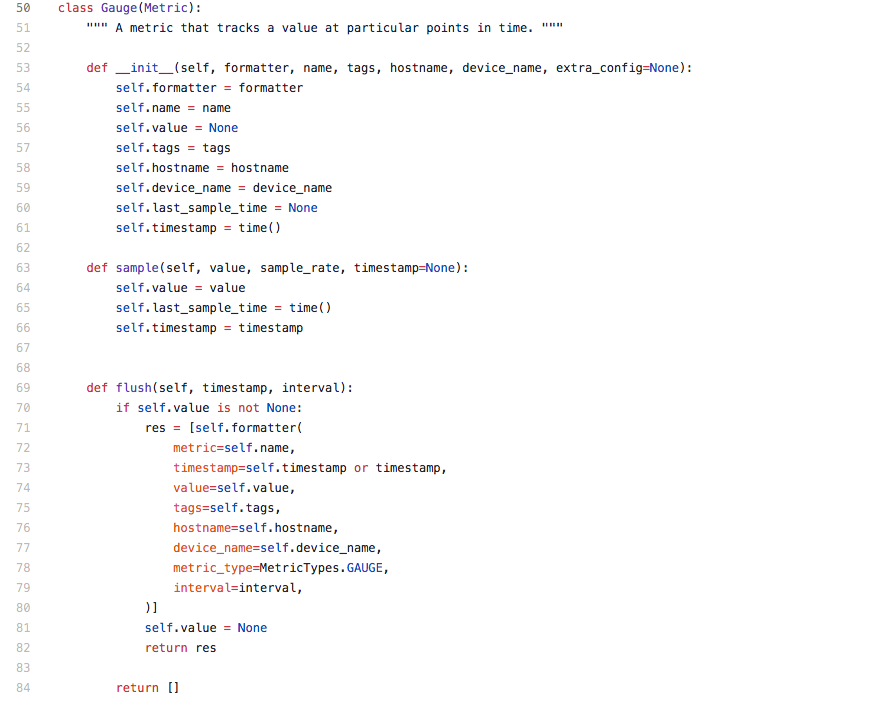 50 class Gauge(Metric):
51     """ A metric that tracks a value at particular points in time. """
52
53     def __init__(self, formatter, name, tags, hostname, device_name, extra_config=None):
54         self.formatter = formatter
55         self.name = name
56         self.value = None
57         self.tags = tags
58         self.hostname = hostname
59         self.device_name = device_name
60         self.last_sample_time = None
61         self.timestamp = time()
62
63     def sample(self, value, sample_rate, timestamp=None):
64         self.value = value
65         self.last_sample_time = time()
66         self.timestamp = timestamp
67
68
69     def flush(self, timestamp, interval):
70         if self.value is not None:
71             res = [self.formatter(
72                 metric=self.name,
73                 timestamp=self.timestamp or timestamp,
74                 value=self.value,
75                 tags=self.tags,
76                 hostname=self.hostname,
77                 device_name=self.device_name,
78                 metric_type=MetricTypes.GAUGE,
79                 interval=interval,
80             )]
81             self.value = None
82             return res
83
84         return []